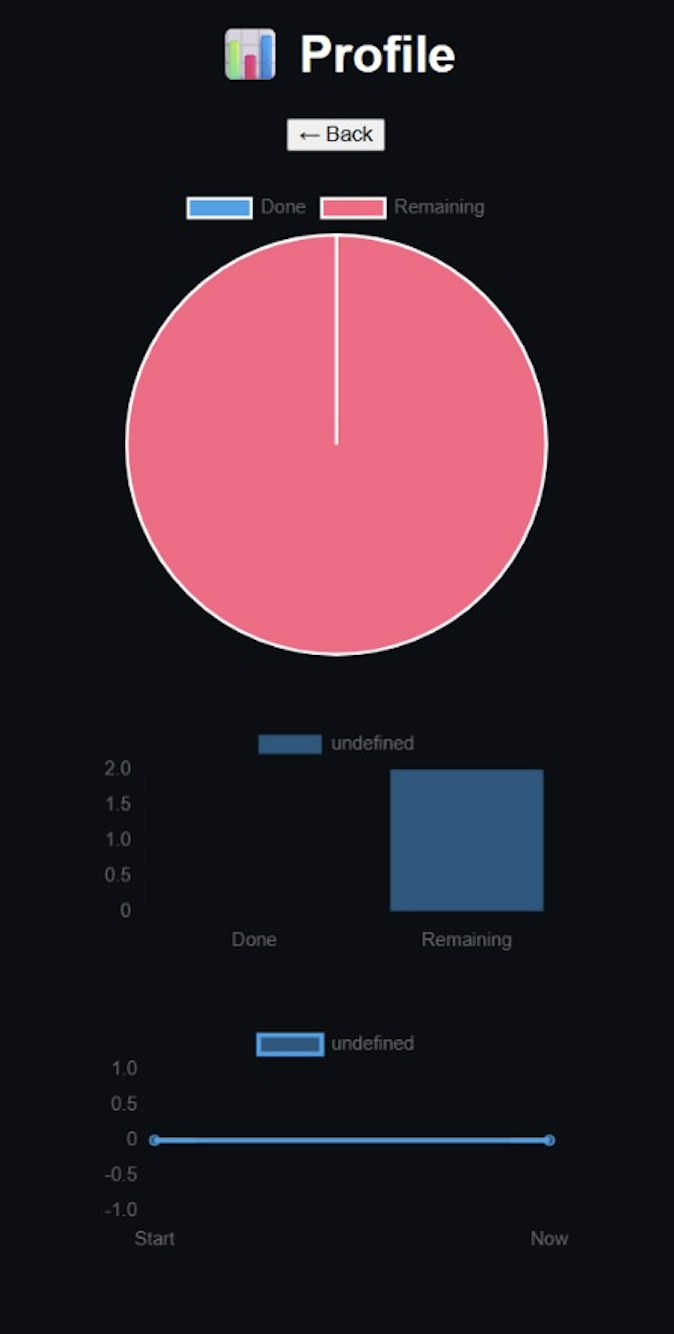 Profile
← Back
Done Remaining
undefined
2.0
1.5
1.0
0.5
0
Done Remaining
undefined
1.0
0.5
0
-0.5
-1.0
Start Now